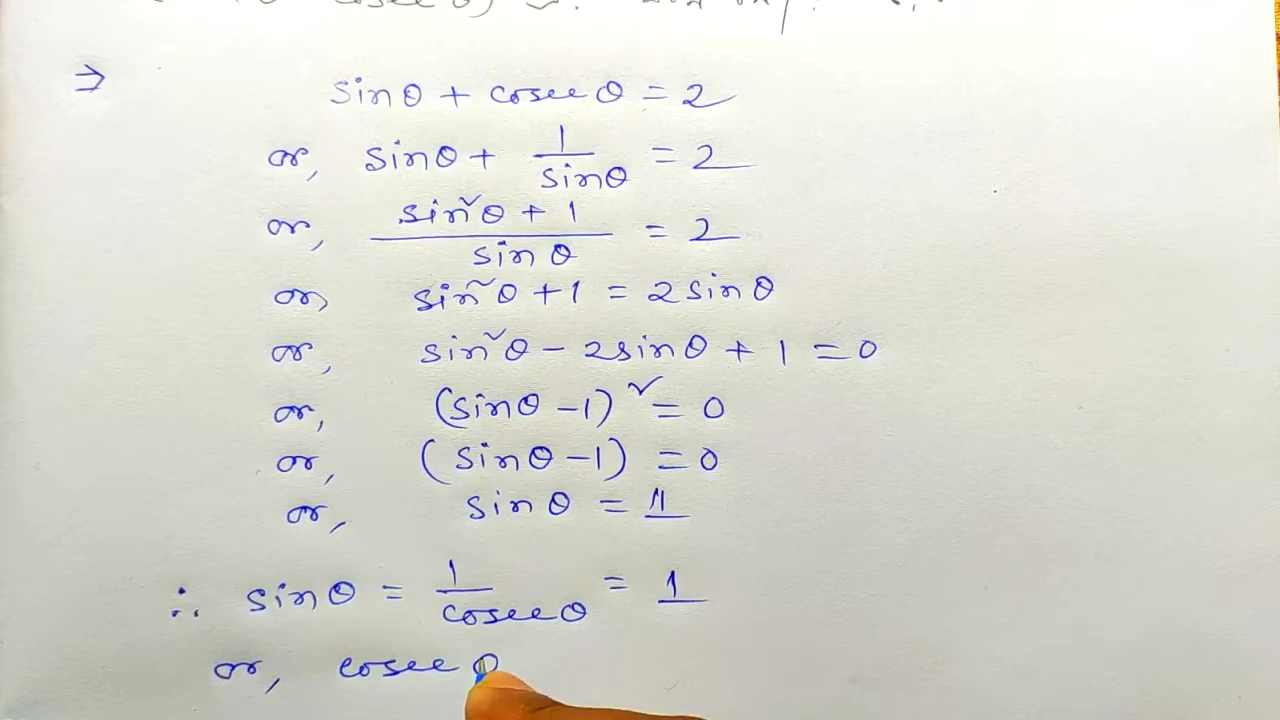 cosec θ)
⇒ sinθ + cosecθ = 2
or, sinθ + 1/sinθ = 2
or, (sin²θ + 1)/sinθ = 2
or, sin²θ + 1 = 2sinθ
or, sin²θ - 2sinθ + 1 = 0
or, (sinθ - 1)² = 0
or, (sinθ - 1) = 0
or, sinθ = 1
∴ sinθ = 1/cosecθ = 1
or, cosecθ